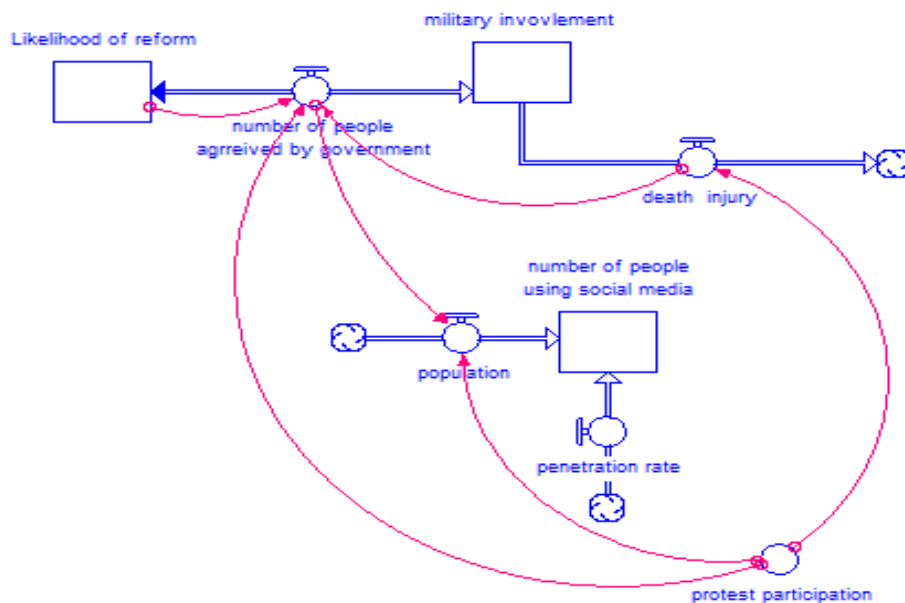 military invovlement
Likelihood of reform
number of people
agrreived by government
death injury
number of people
using social media
population
penetration rate
protest participation